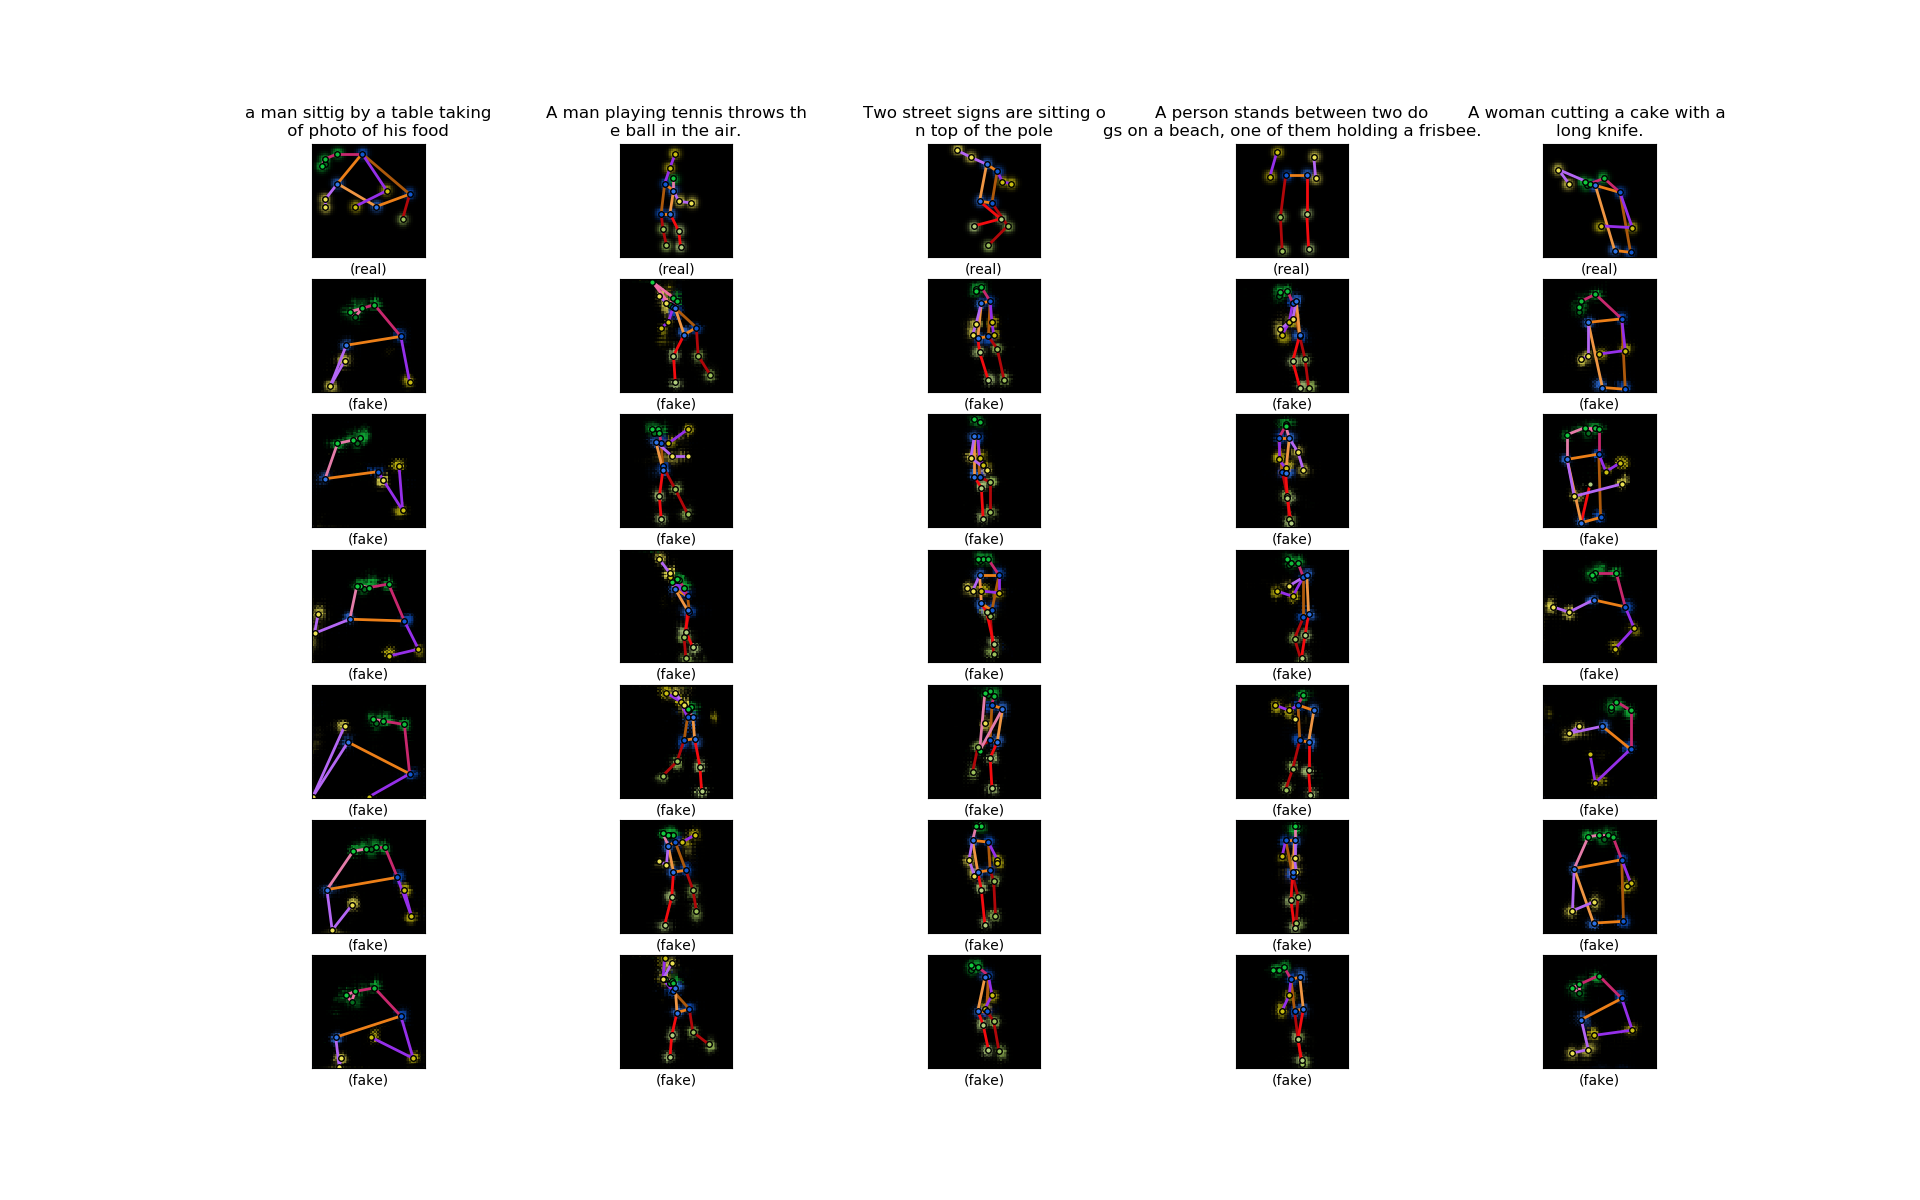 a man sittig by a table taking
of photo of his food
A man playing tennis throws th
e ball in the air.
Two street signs are sitting o
n top of the pole
A person stands between two do
gs on a beach, one of them holding a frisbee.
A woman cutting a cake with a
long knife.
(real) (real) (real) (real) (real)
(fake) (fake) (fake) (fake) (fake)
(fake) (fake) (fake) (fake) (fake)
(fake) (fake) (fake) (fake) (fake)
(fake) (fake) (fake) (fake) (fake)
(fake) (fake) (fake) (fake) (fake)
(fake) (fake) (fake) (fake) (fake)